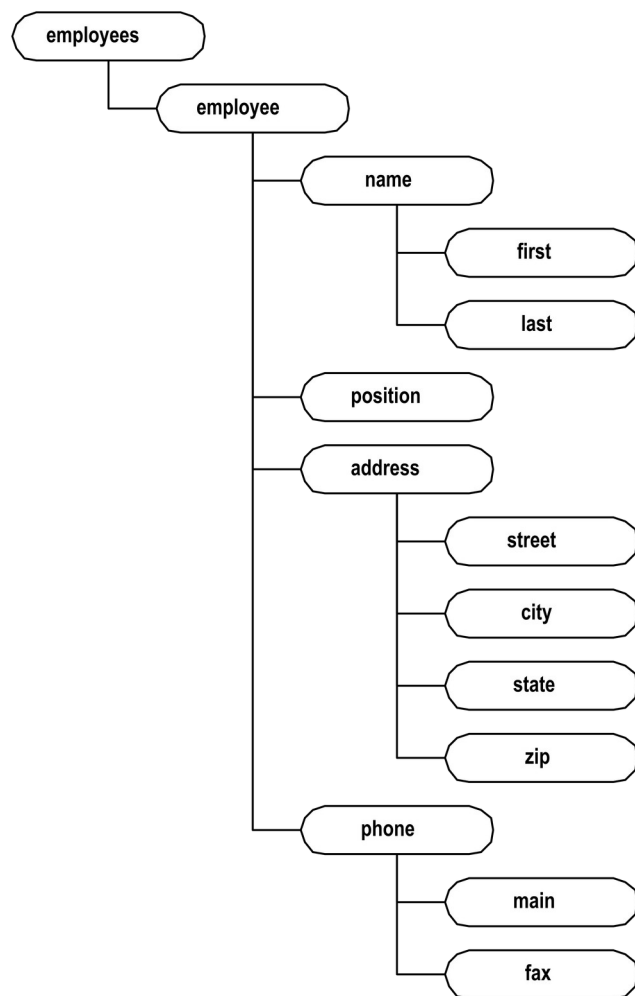 employees
employee
name
first
last
position
address
street
city
state
zip
phone
main
fax